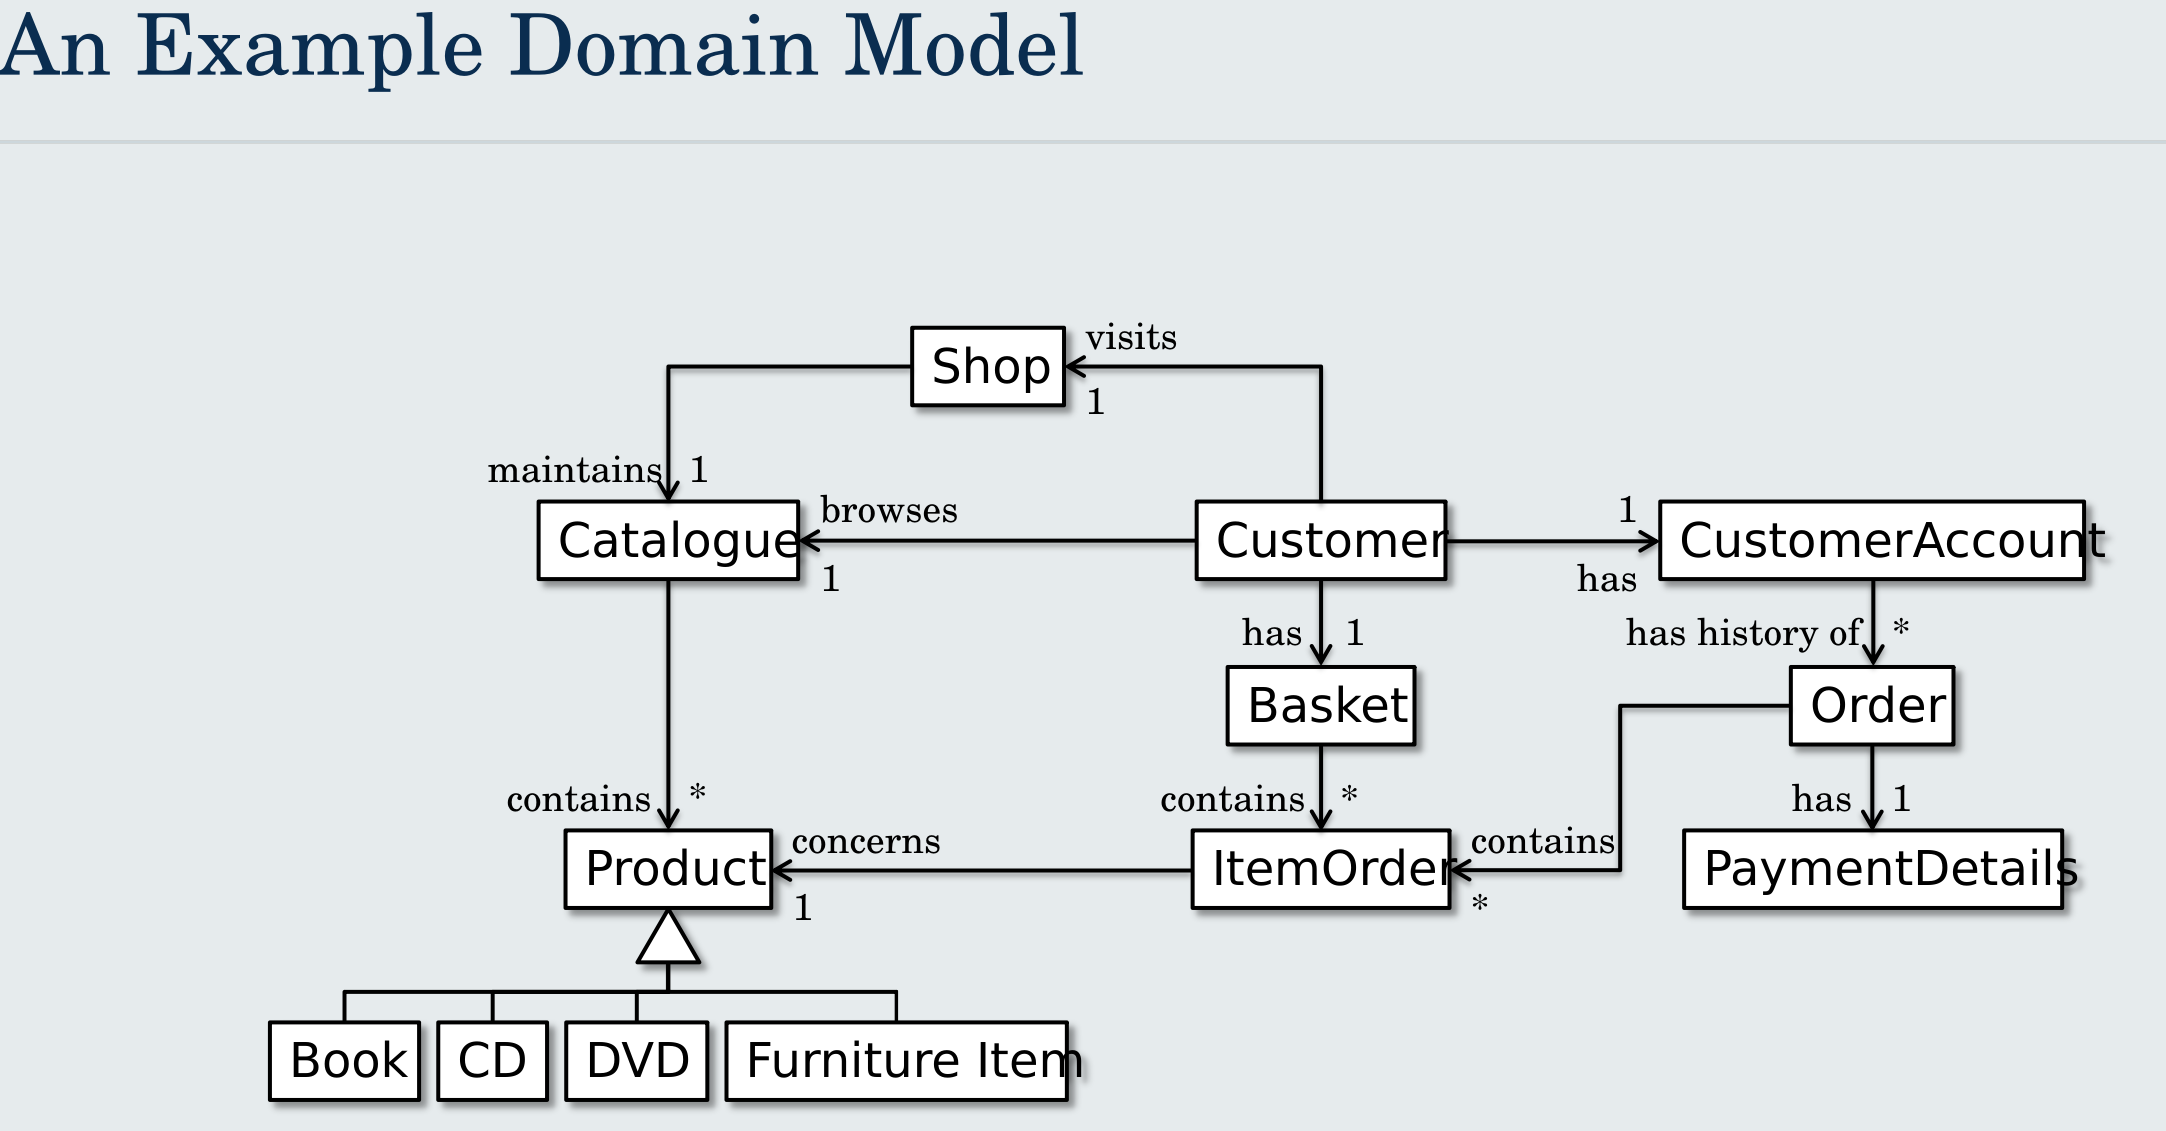 An Example Domain Model
visits
Shop
1
maintains 1
browses
1
Catalogue
Customer
CustomerAccount
1
has
has 1
has history of *
Basket
Order
contains *
contains *
has 1
concerns
contains
Product
ItemOrder
PaymentDetails
1
*
Book
CD
DVD
Furniture Item